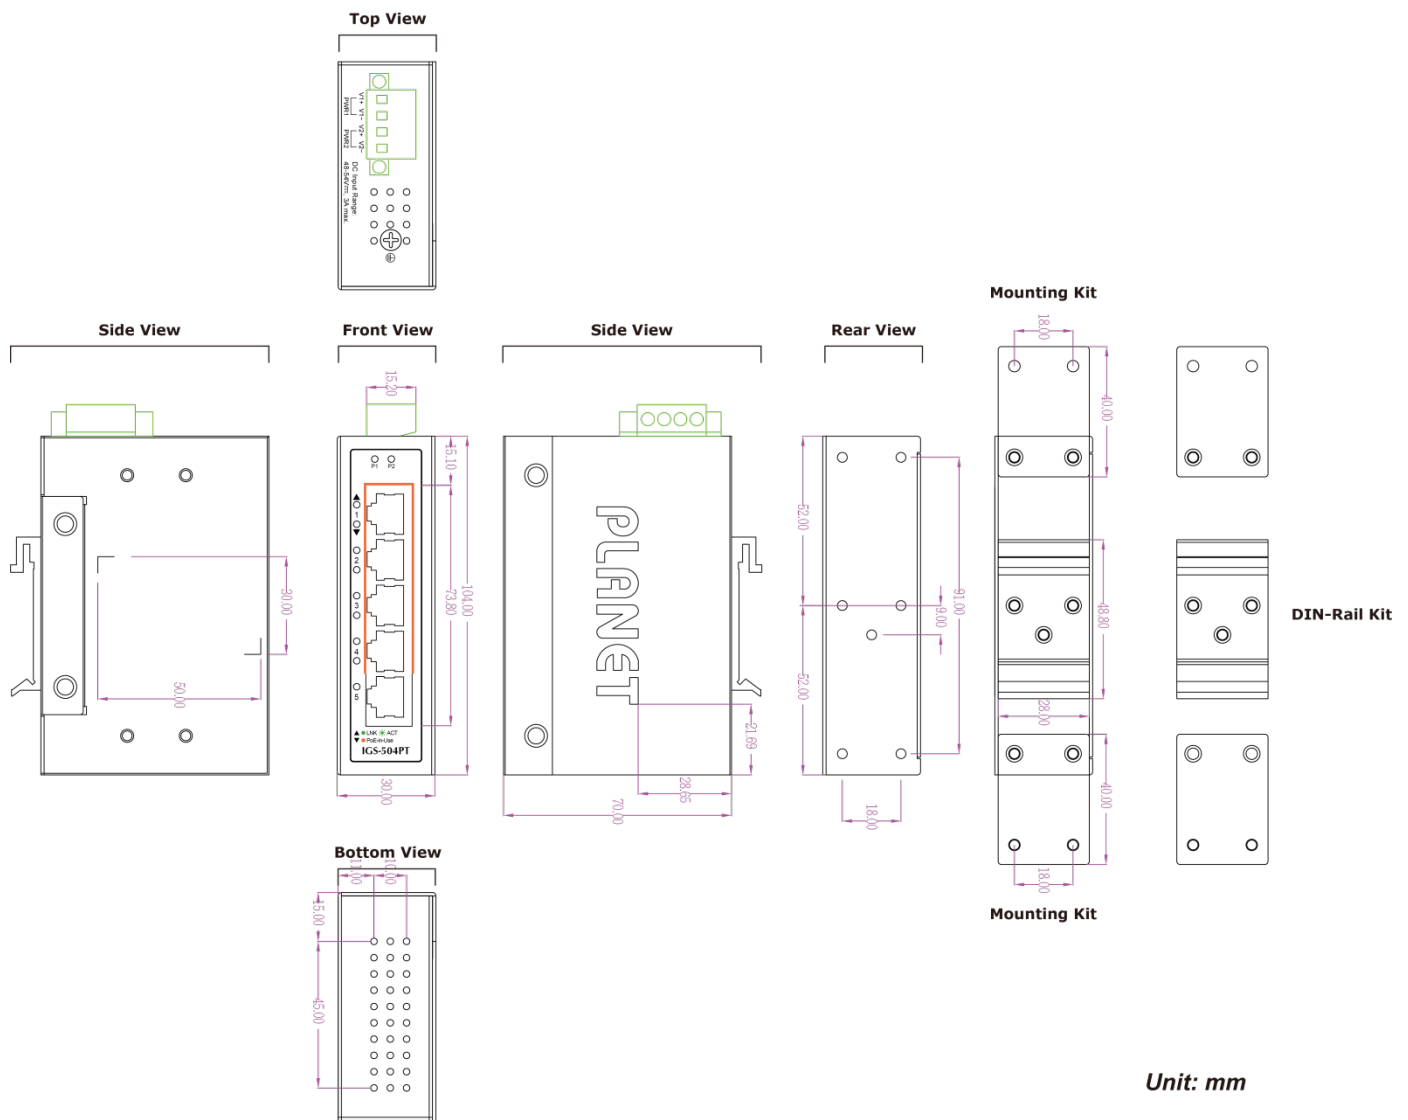 Top View
V1+ V1- V2+ V2-
PWR1 PWR2
DC Input Range:
48-54V⎓, 3A max.
Side View
Front View
Side View
Rear View
Mounting Kit
18.00
15.20
40.00
15.10
P1 P2
1
2
3
4
5
104.00
73.80
30.00
50.00
PLANET
52.00
52.00
91.00
9.00
48.80
DIN-Rail Kit
28.00
21.69
28.66
70.00
18.00
LNK ACT
PoE-in-Use
IGS-504PT
30.00
40.00
18.00
Mounting Kit
Bottom View
11.00
10.00
15.00
45.00
Unit: mm